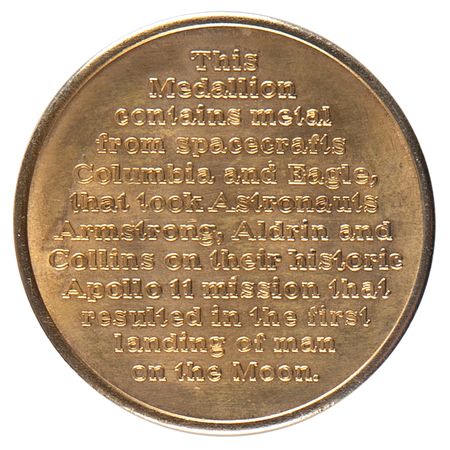 This
Medallion
contains metal
from spacecrafts
Columbia and Eagle,
that took Astronauts
Armstrong, Aldrin and
Collins on their historic
Apollo 11 mission that
resulted in the first
landing of man
on the Moon.